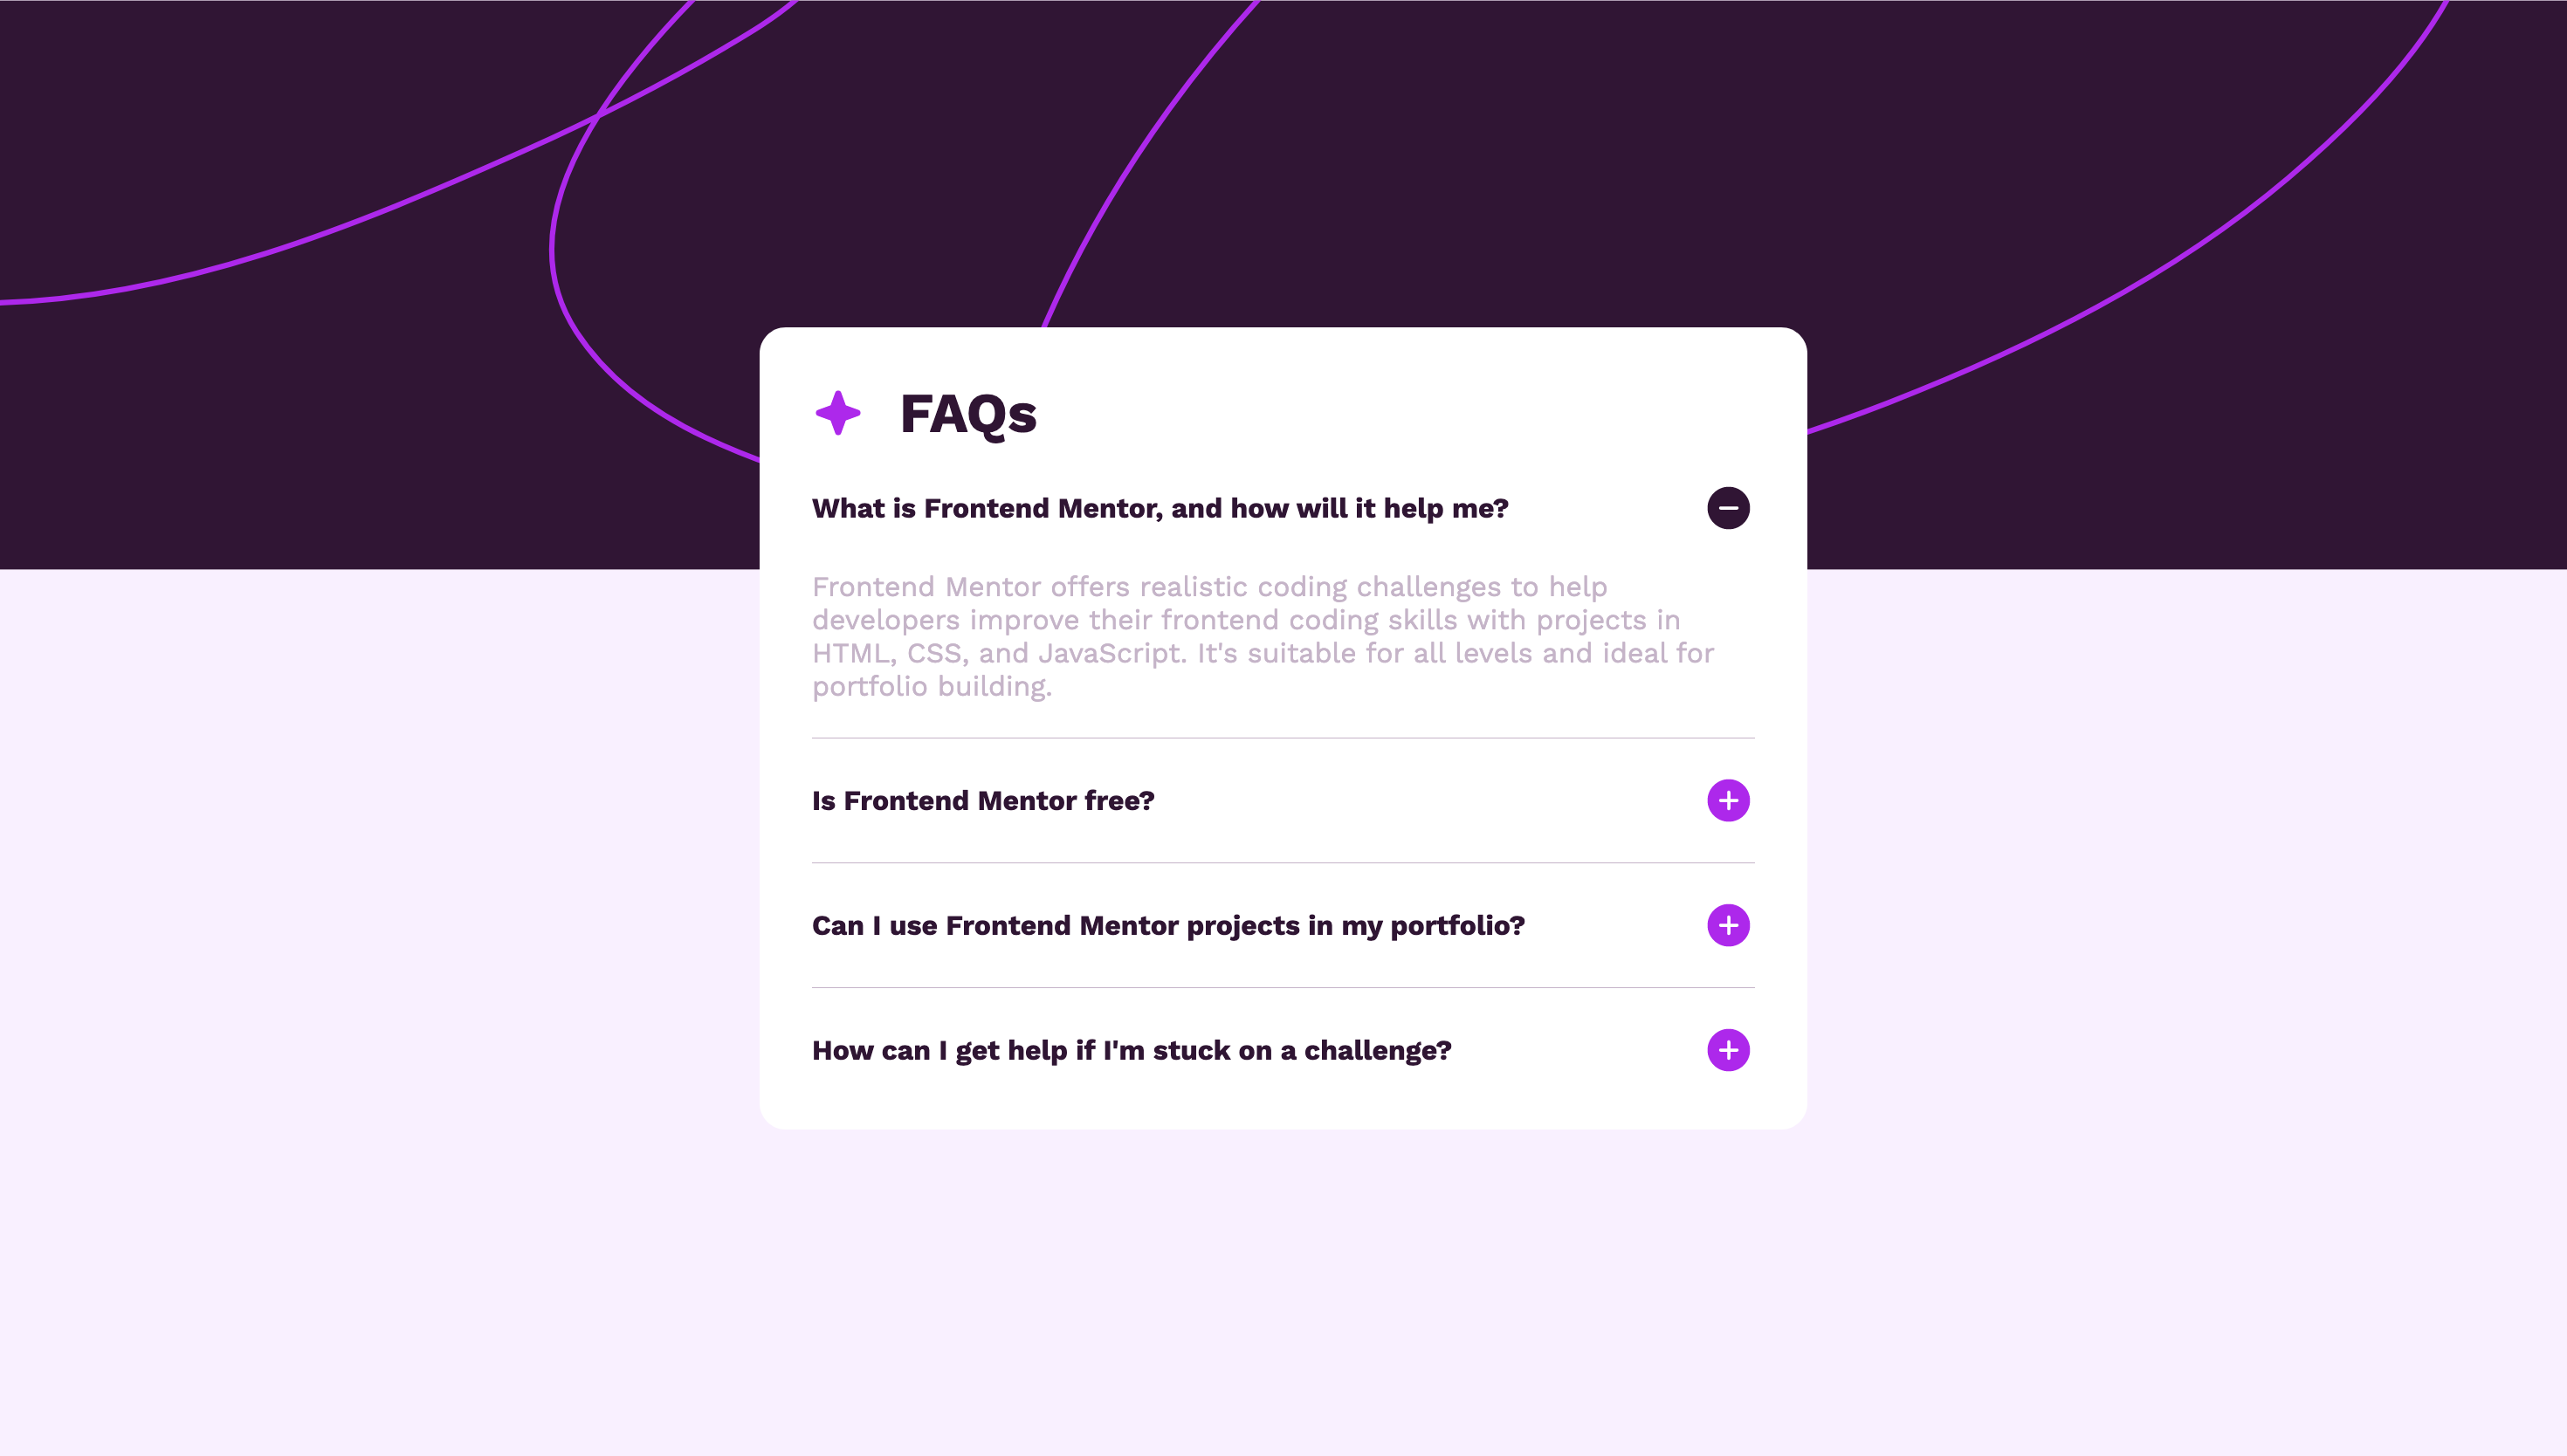 FAQs
What is Frontend Mentor, and how will it help me?
Frontend Mentor offers realistic coding challenges to help
developers improve their frontend coding skills with projects in
HTML, CSS, and JavaScript. It's suitable for all levels and ideal for
portfolio building.
Is Frontend Mentor free?
Can I use Frontend Mentor projects in my portfolio?
How can I get help if I'm stuck on a challenge?